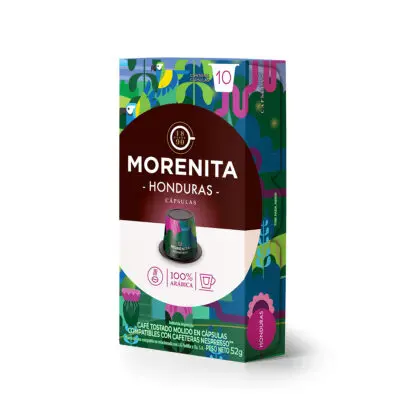 10
1890
MORENITA
- HONDURAS -
CÁPSULAS
100%
ARÁBICA
CAFÉ TOSTADO MOLIDO EN CÁPSULAS
COMPATIBLES CON CAFETERAS NESPRESSO
PESO NETO 52g
HONDURAS